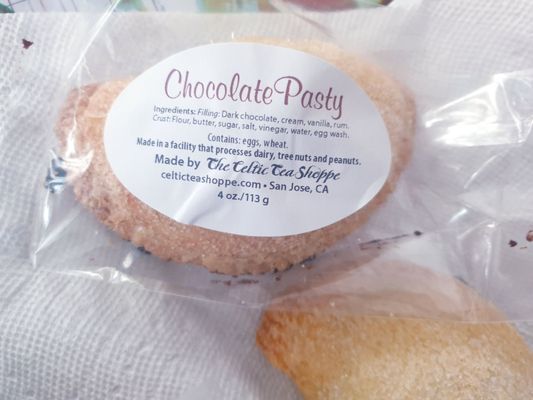 Chocolate Pasty
Ingredients: Filling: Dark chocolate, cream, vanilla, rum.
Crust: Flour, butter, sugar, salt, vinegar, water, egg wash.
Contains: eggs, wheat.
Made in a facility that processes dairy, tree nuts and peanuts.
Made by The Celtic Tea Shoppe
celticteashoppe.com • San Jose, CA
4 oz./113 g